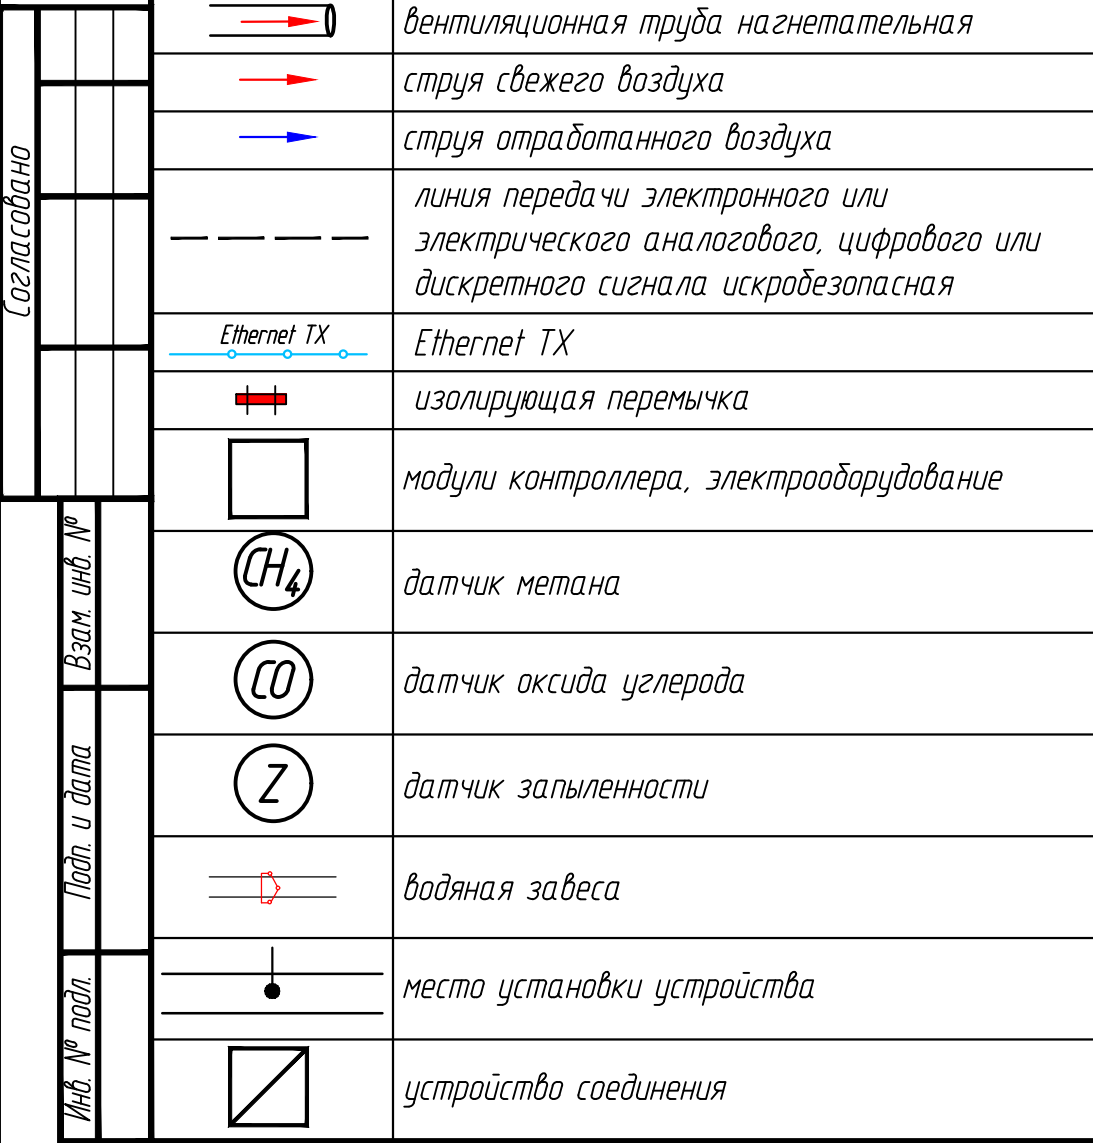 вентиляционная труба нагнетательная
струя свежего воздуха
струя отработанного воздуха
линия передачи электронного или
электрического аналогового, цифрового или
дискретного сигнала искробезопасная
Ethernet TX
Ethernet TX
изолирующая перемычка
модули контроллера, электрооборудование
CH4
датчик метана
CO
датчик оксида углерода
Z
датчик запыленности
водяная завеса
место установки устройства
устройство соединения
Согласовано
Взам. инв. №
Подп. и дата
Инв. № подл.